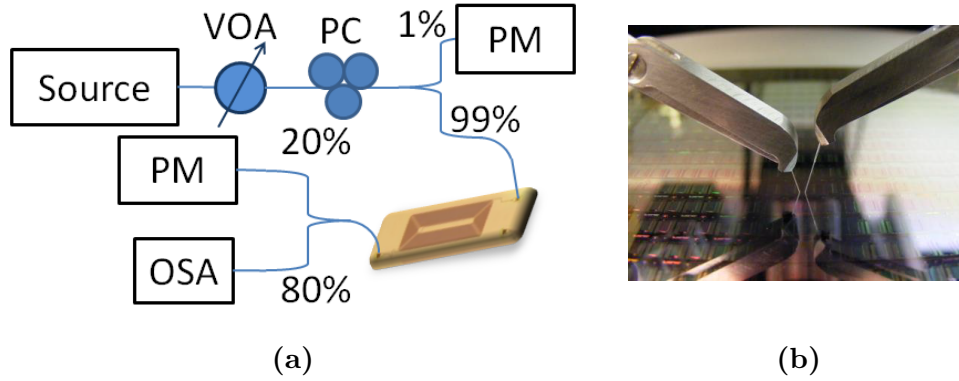 VOA
PC
1%
PM
Source
20%
99%
PM
OSA
80%
(a)
(b)